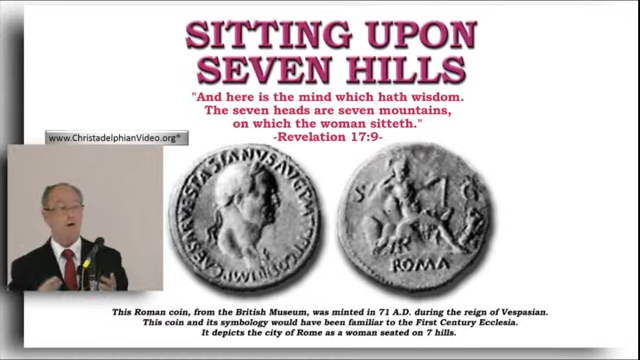 SITTING UPON
SEVEN HILLS
"And here is the mind which hath wisdom.
The seven heads are seven mountains,
on which the woman sitteth."
-Revelation 17:9-
www.ChristadelphianVideo.org®
ROMA
This Roman coin, from the British Museum, was minted in 71 A.D. during the reign of Vespasian.
This coin and its symbology would have been familiar to the First Century Ecclesia.
It depicts the city of Rome as a woman seated on 7 hills.